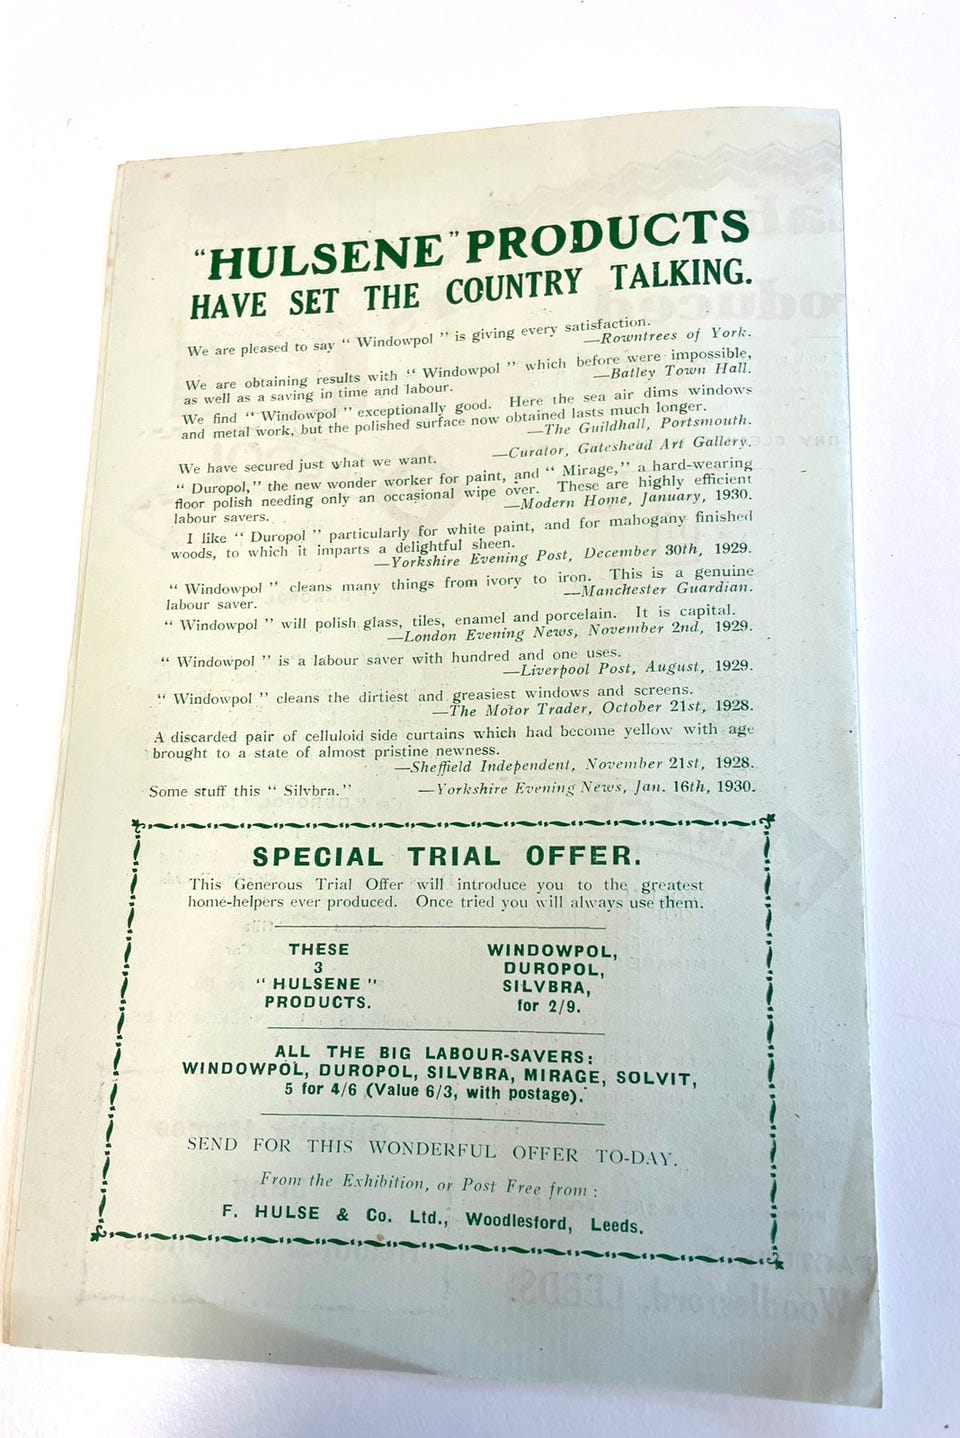 "HULSENE" PRODUCTS
HAVE SET THE COUNTRY TALKING.
We are pleased to say "Windowpol" is giving every satisfaction.
—Rowntrees of York.
We are obtaining results with "Windowpol" which before were impossible,
as well as a saving in time and labour.
—Batley Town Hall.
We find "Windowpol" exceptionally good. Here the sea air dims windows
and metal work, but the polished surface now obtained lasts much longer.
—The Guildhall, Portsmouth.
We have secured just what we want.
—Curator, Gateshead Art Gallery.
"Duropol," the new wonder worker for paint, and "Mirage," a hard-wearing
floor polish needing only an occasional wipe over. These are highly efficient
labour savers.
—Modern Home, January, 1930.
I like "Duropol" particularly for white paint, and for mahogany finished
woods, to which it imparts a delightful sheen.
—Yorkshire Evening Post, December 30th, 1929.
"Windowpol" cleans many things from ivory to iron. This is a genuine
labour saver.
—Manchester Guardian.
"Windowpol" will polish glass, tiles, enamel and porcelain. It is capital.
—London Evening News, November 2nd, 1929.
"Windowpol" is a labour saver with hundred and one uses.
—Liverpool Post, August, 1929.
"Windowpol" cleans the dirtiest and greasiest windows and screens.
—The Motor Trader, October 21st, 1928.
A discarded pair of celluloid side curtains which had become yellow with age
brought to a state of almost pristine newness.
—Sheffield Independent, November 21st, 1928.
Some stuff this "Silvbra." —Yorkshire Evening News, Jan. 16th, 1930.
SPECIAL TRIAL OFFER.
This Generous Trial Offer will introduce you to the greatest
home-helpers ever produced. Once tried you will always use them.
THESE
3
"HULSENE"
PRODUCTS.
WINDOWPOL,
DUROPOL,
SILVBRA,
for 2/9.
ALL THE BIG LABOUR-SAVERS:
WINDOWPOL, DUROPOL, SILVBRA, MIRAGE, SOLVIT,
5 for 4/6 (Value 6/3, with postage).
SEND FOR THIS WONDERFUL OFFER TO-DAY.
From the Exhibition, or Post Free from:
F. HULSE & Co. Ltd., Woodlesford, Leeds.